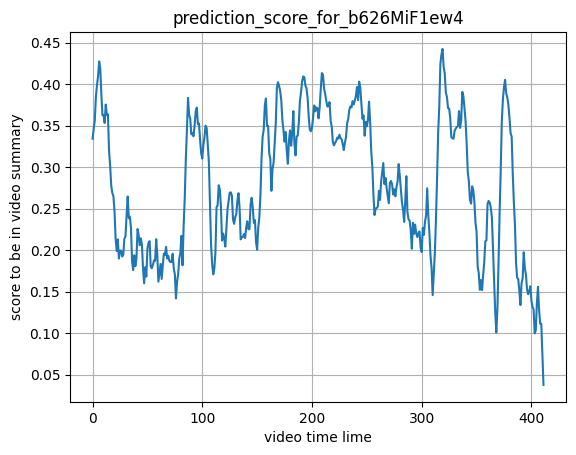 prediction_score_for_b626MiF1ew4
score to be in video summary
0.45
0.40
0.35
0.30
0.25
0.20
0.15
0.10
0.05
0 100 200 300 400
video time lime